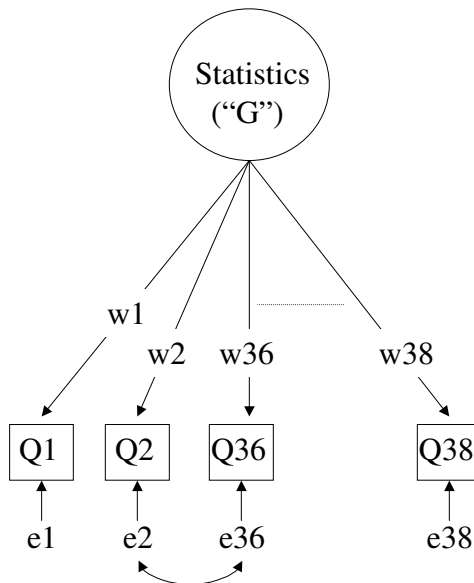 Statistics
(“G”)
w1
w2 w36 w38
Q1 Q2 Q36 Q38
e1 e2 e36 e38